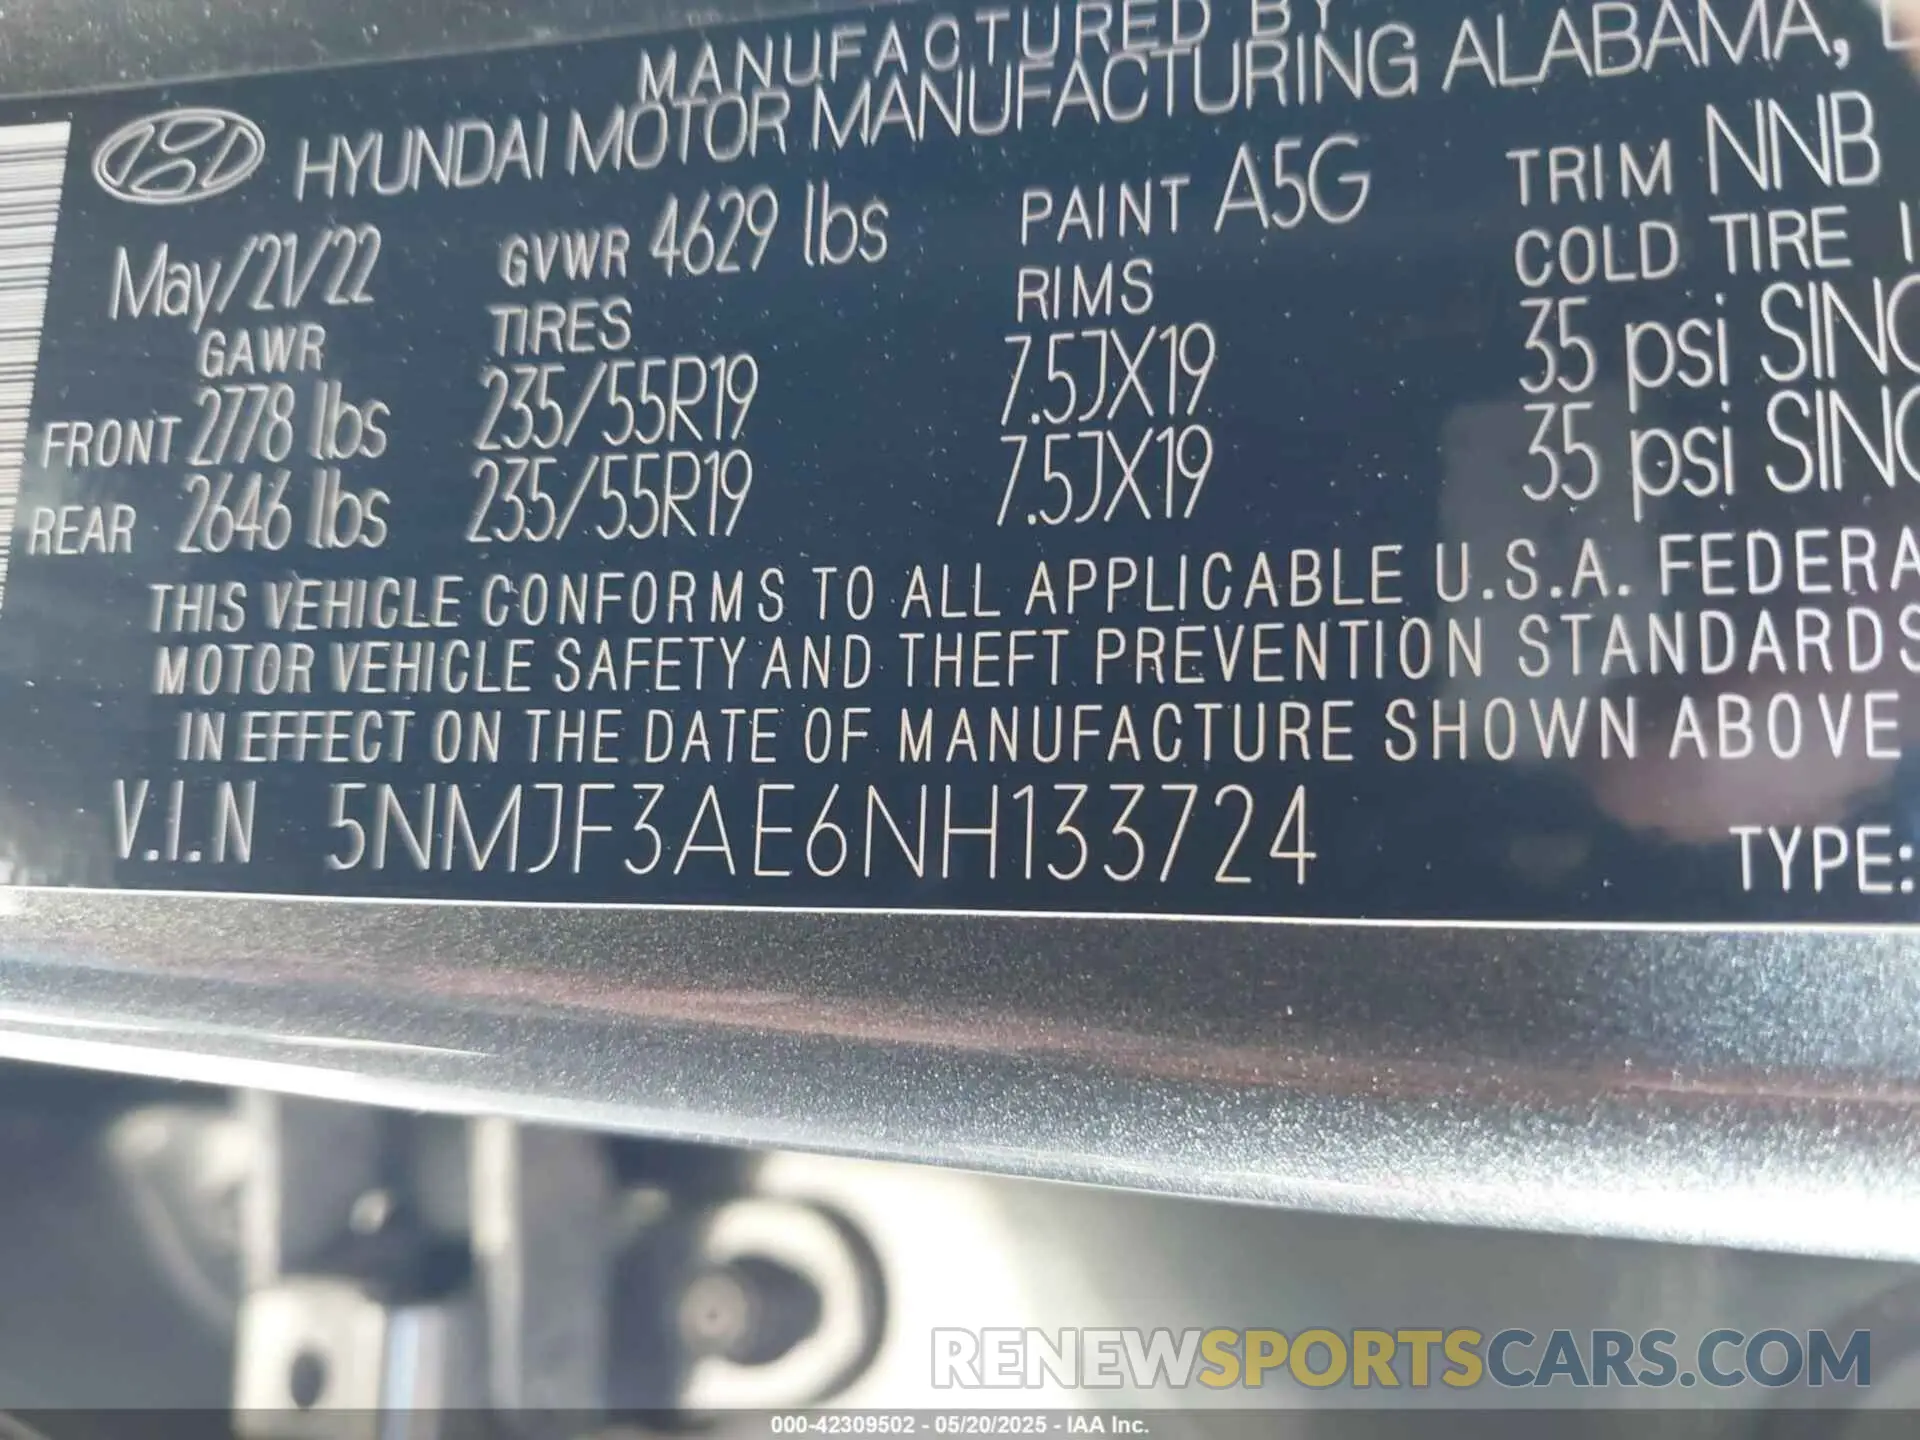 MANUFACTURED BY
HYUNDAI MOTOR MANUFACTURING ALABAMA,
May/21/22 GVWR 4629 lbs PAINT A5G TRIM NNB
GAWR TIRES RIMS COLD TIRE
FRONT 2778 lbs 235/55R19 7.5JX19 35 psi
REAR 2646 lbs 235/55R19 7.5JX19 35 psi
THIS VEHICLE CONFORMS TO ALL APPLICABLE U.S.A. FEDERA
MOTOR VEHICLE SAFETY AND THEFT PREVENTION STANDARDS
IN EFFECT ON THE DATE OF MANUFACTURE SHOWN ABOVE
V.I.N 5NMJF3AE6NH133724 TYPE:
RENEWSPORTSCARS.COM
000-42309502 - 05/20/2025 - IAA Inc.